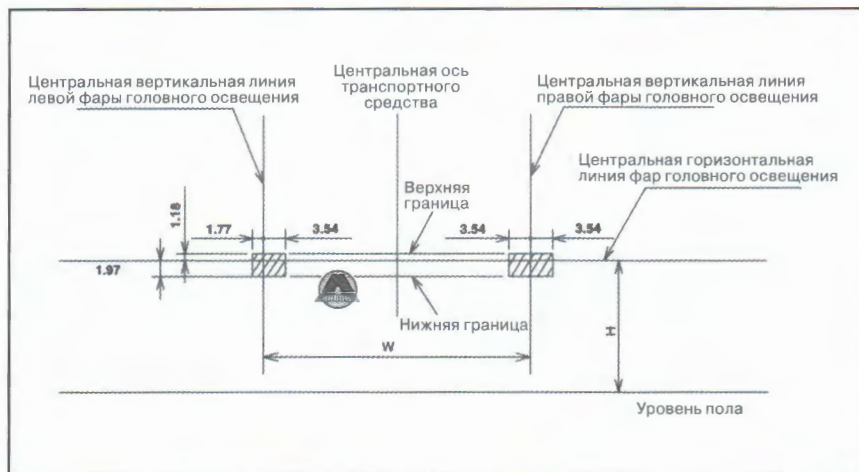 Центральная вертикальная линия
левой фары головного освещения
Центральная ось
транспортного
средства
Центральная вертикальная линия
правой фары головного освещения
Центральная горизонтальная
линия фар головного освещения
Верхняя
граница
1.18
1.77
3.54
3.54
3.54
1.97
Нижняя граница
W
H
Уровень пола